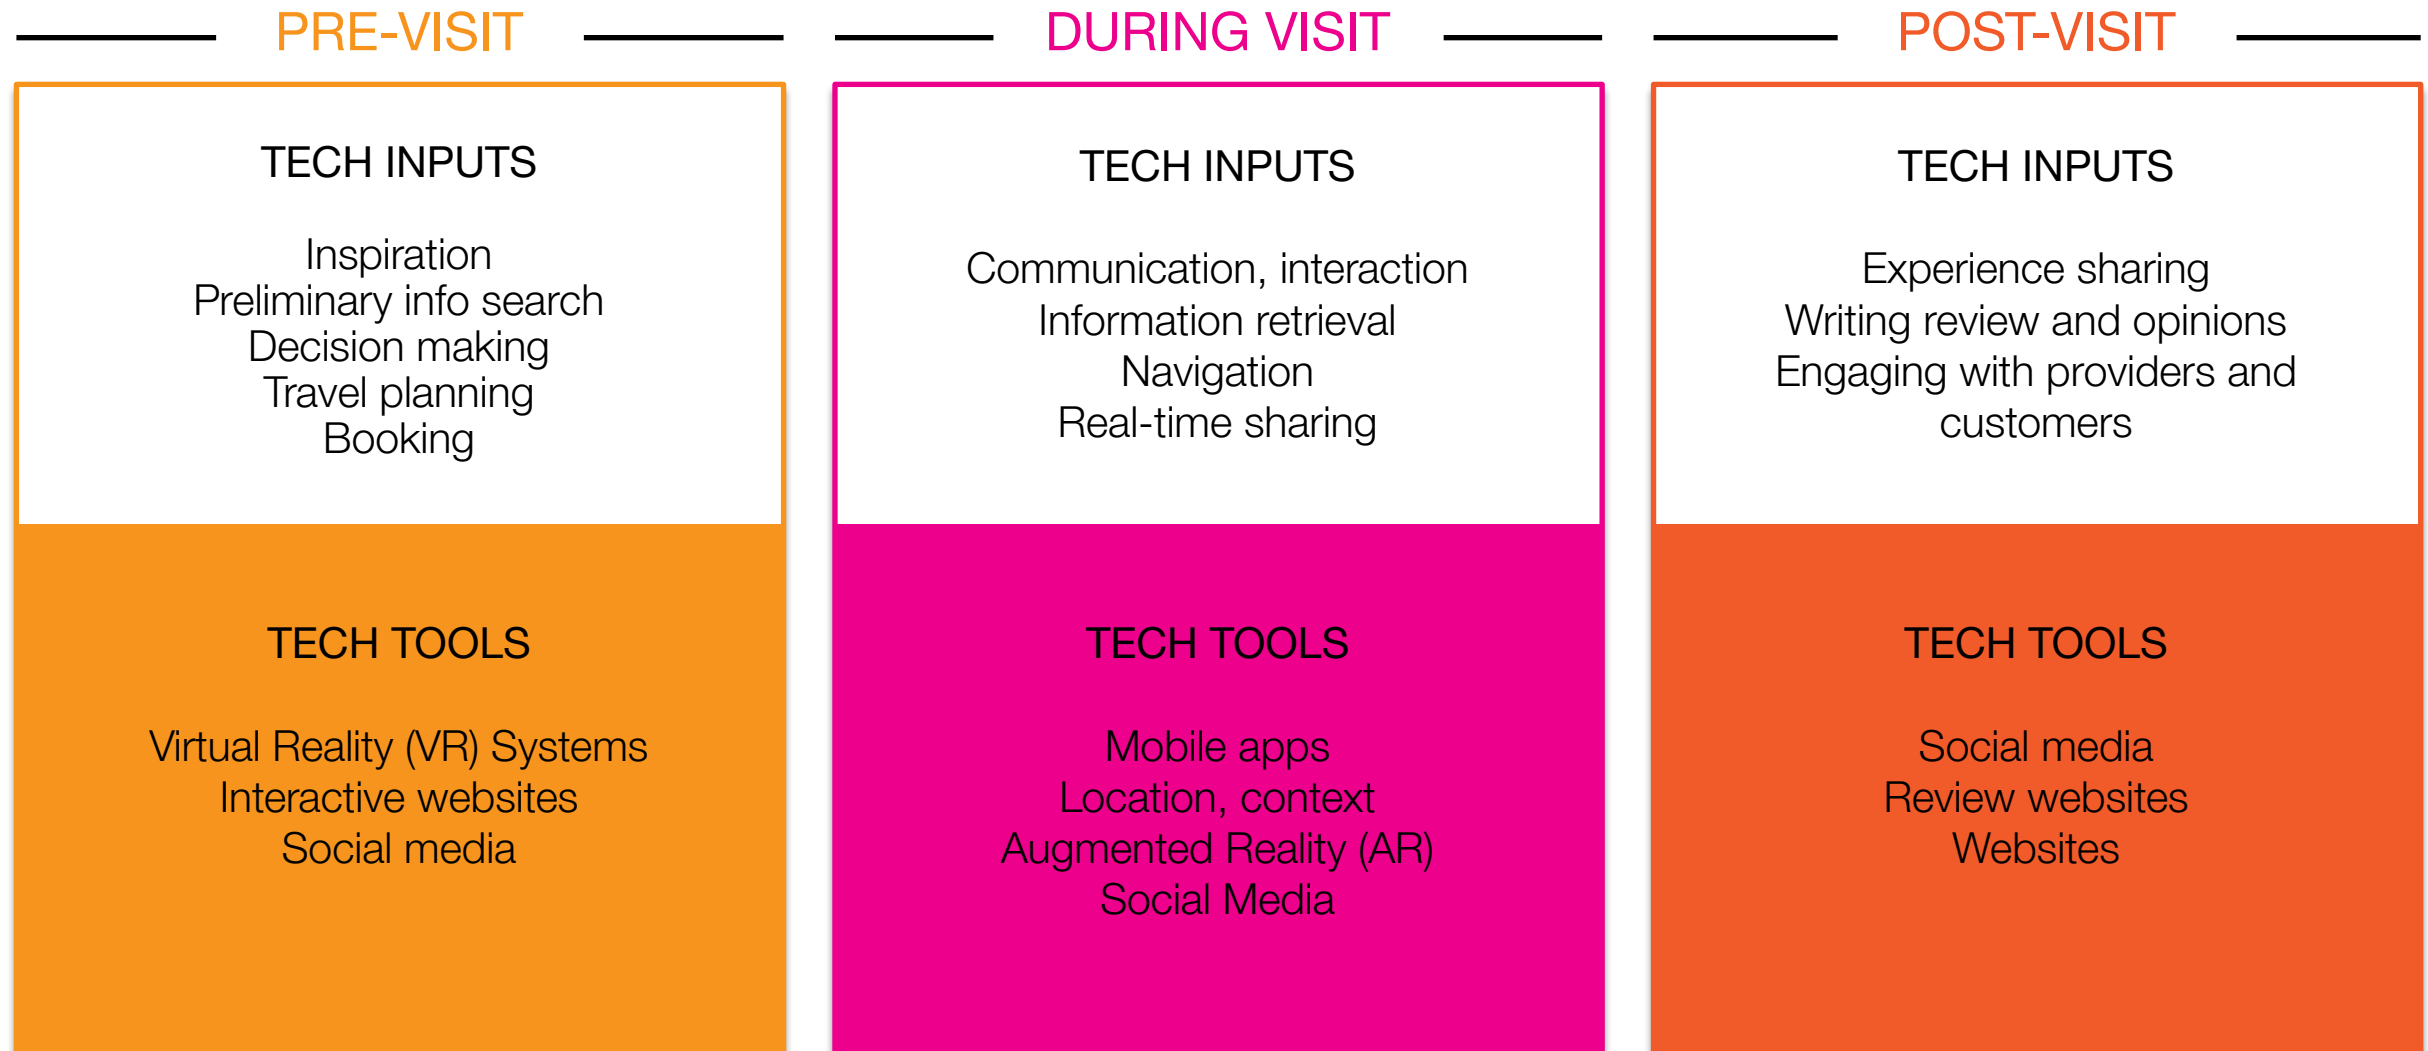 PRE-VISIT
TECH INPUTS
Inspiration
Preliminary info search
Decision making
Travel planning
Booking
TECH TOOLS
Virtual Reality (VR) Systems
Interactive websites
Social media
DURING VISIT
TECH INPUTS
Communication, interaction
Information retrieval
Navigation
Real-time sharing
TECH TOOLS
Mobile apps
Location, context
Augmented Reality (AR)
Social Media
POST-VISIT
TECH INPUTS
Experience sharing
Writing review and opinions
Engaging with providers and
customers
TECH TOOLS
Social media
Review websites
Websites